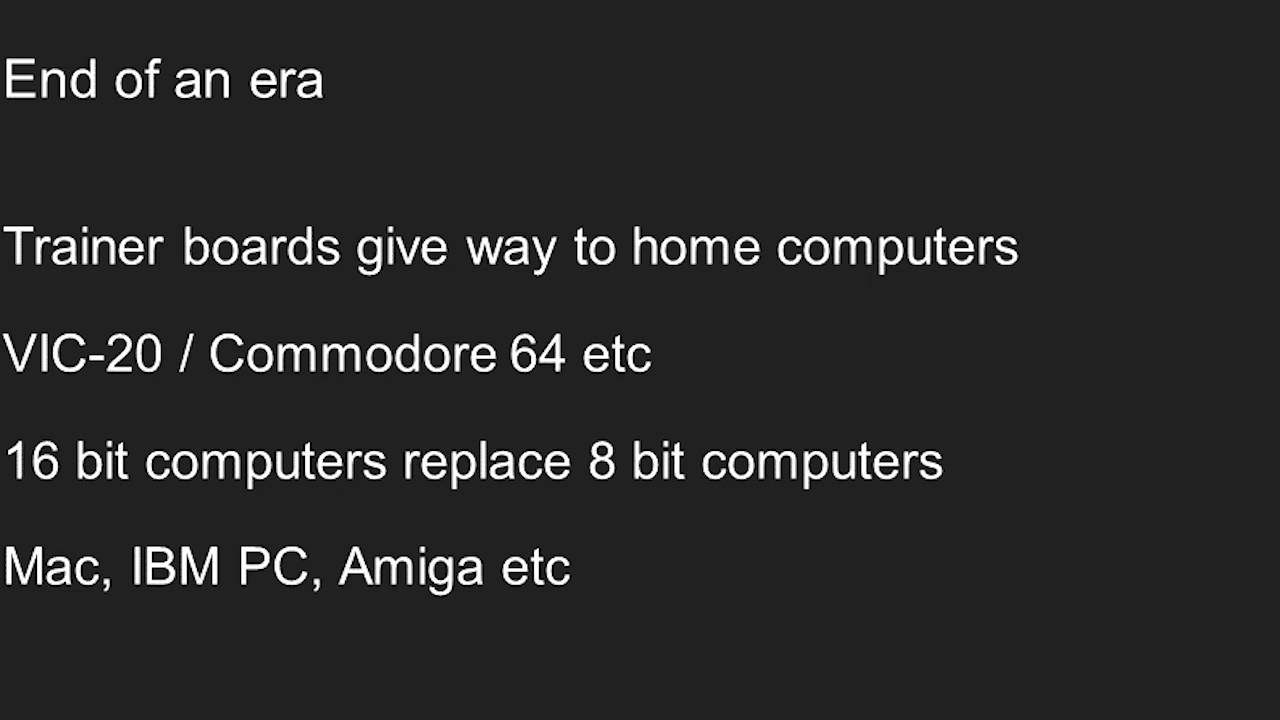 End of an era
Trainer boards give way to home computers
VIC-20 / Commodore 64 etc
16 bit computers replace 8 bit computers
Mac, IBM PC, Amiga etc